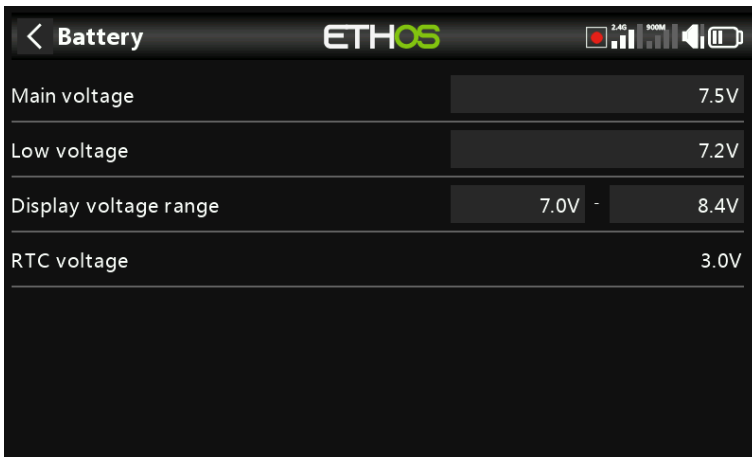 Battery ETHOS 2.4G 900M
Main voltage 7.5V
Low voltage 7.2V
Display voltage range 7.0V - 8.4V
RTC voltage 3.0V